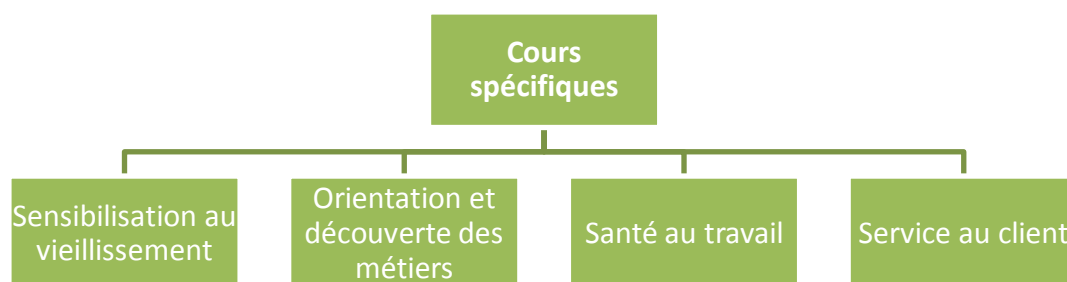 Cours
spécifiques
Sensibilisation au
vieillissement
Orientation et
découverte des
métiers
Santé au travail
Service au client